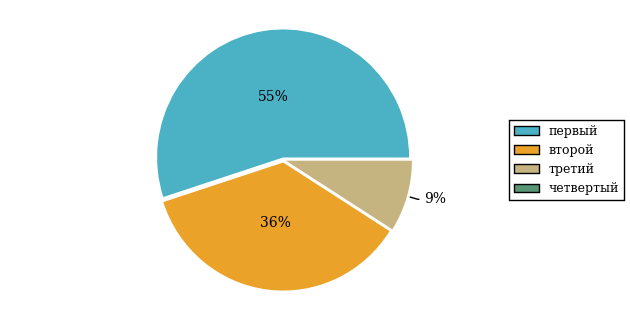 55%
36%
9%
первый
второй
третий
четвертый